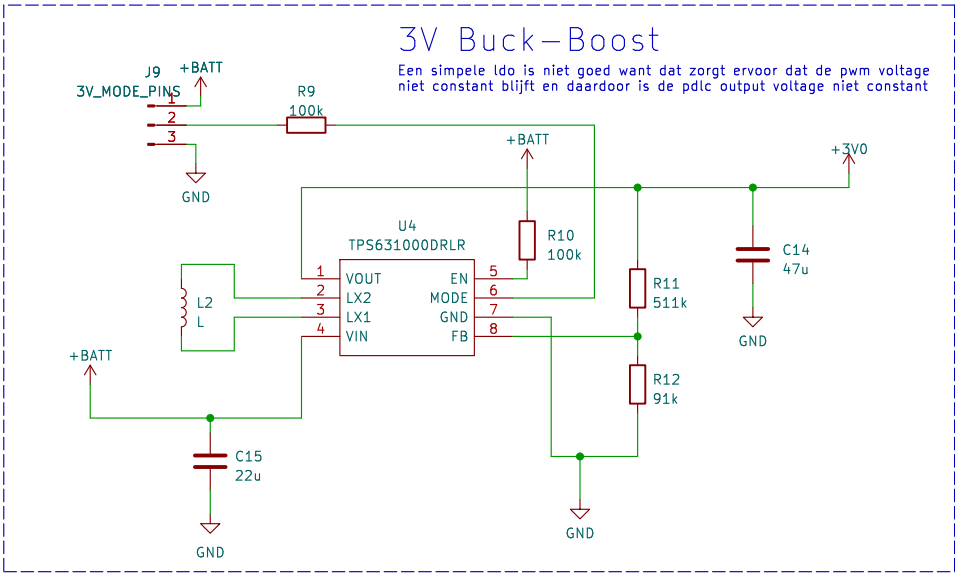 3V Buck-Boost
Een simpele ldo is niet goed want dat zorgt ervoor dat de pwm voltage
niet constant blijft en daardoor is de pdlc output voltage niet constant
J9
3V_MODE_PINS
+BATT
1
2
3
GND
R9
100k
+BATT
+3V0
R10
100k
U4
TPS631000DRLR
1 VOUT
2 LX2
3 LX1
4 VIN
EN 5
MODE 6
GND 7
FB 8
L2
L
R11
511k
C14
47u
GND
R12
91k
+BATT
C15
22u
GND
GND